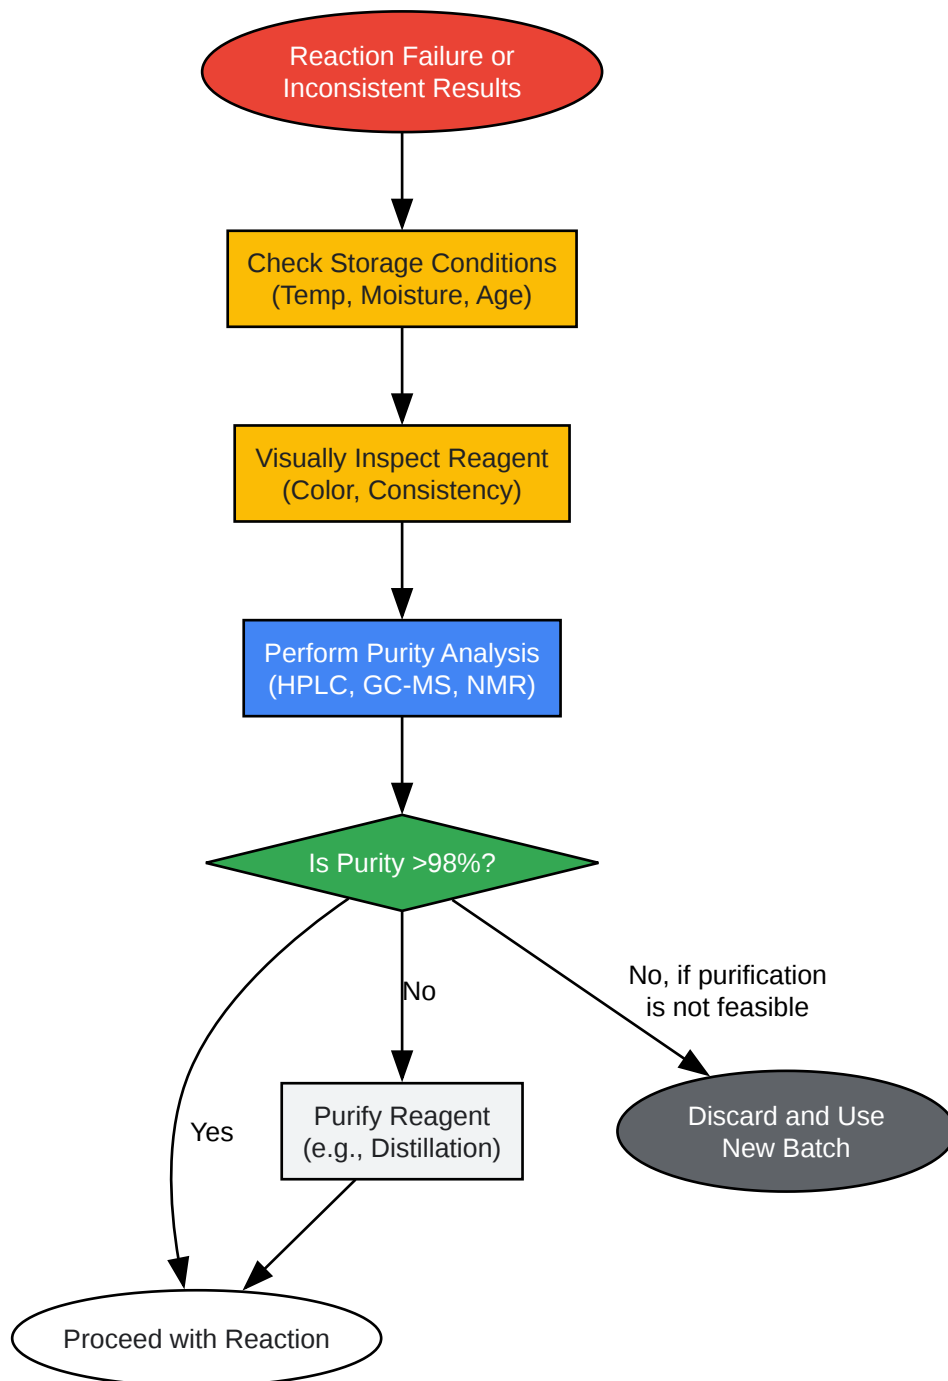 Reaction Failure or
Inconsistent Results
Check Storage Conditions
(Temp, Moisture, Age)
Visually Inspect Reagent
(Color, Consistency)
Perform Purity Analysis
(HPLC, GC-MS, NMR)
Is Purity >98%?
No
No, if purification
is not feasible
Yes
Purify Reagent
(e.g., Distillation)
Discard and Use
New Batch
Proceed with Reaction